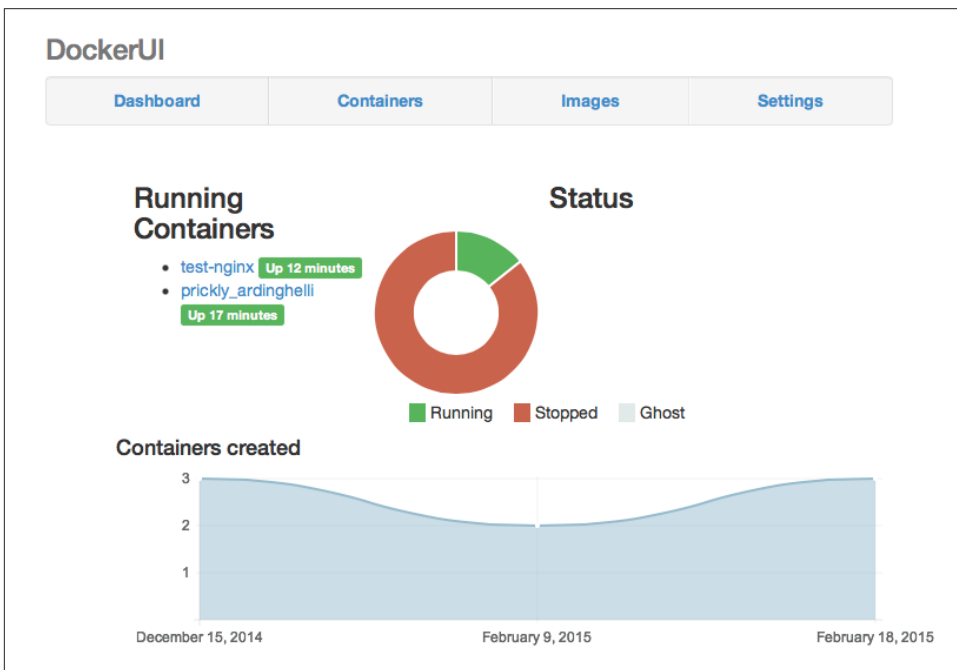 DockerUI
Dashboard Containers Images Settings
Running
Containers
test-nginx Up 12 minutes
prickly_ardinghelli
Up 17 minutes
Status
Running Stopped Ghost
Containers created
3
2
1
December 15, 2014 February 9, 2015 February 18, 2015